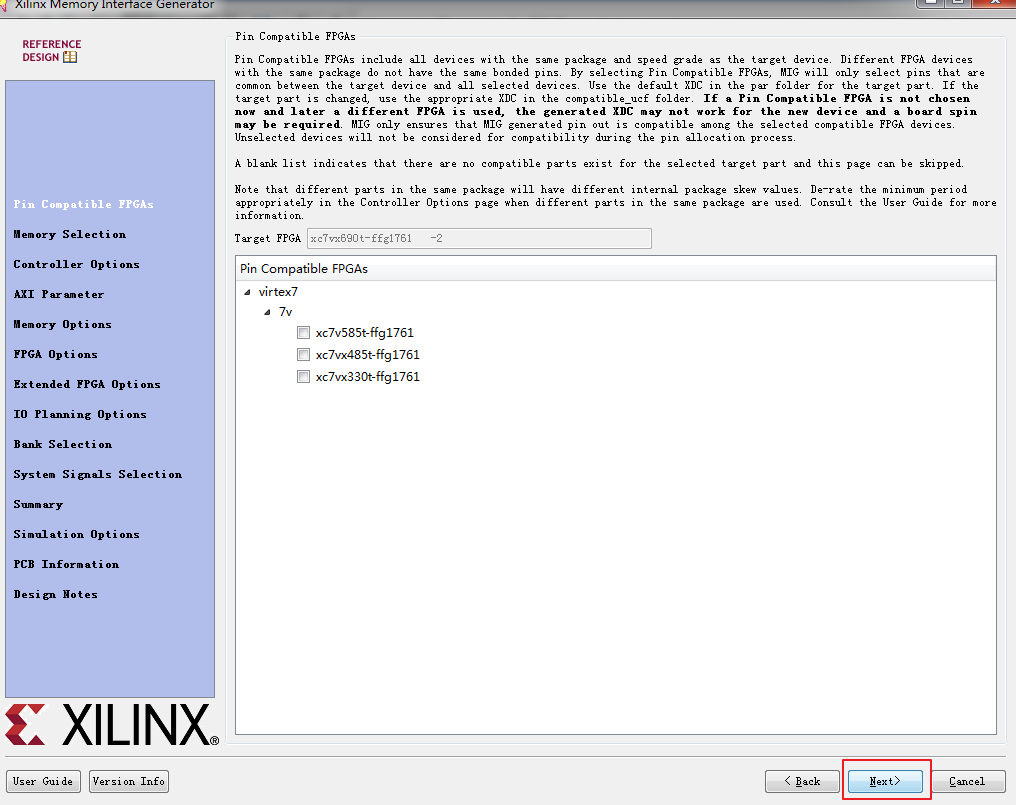 Xilinx Memory Interface Generator
REFERENCE
DESIGN
Pin Compatible FPGAs
Memory Selection
Controller Options
AXI Parameter
Memory Options
FPGA Options
Extended FPGA Options
IO Planning Options
Bank Selection
System Signals Selection
Summary
Simulation Options
PCB Information
Design Notes
XILINX®
Pin Compatible FPGAs
Pin Compatible FPGAs include all devices with the same package and speed grade as the target device. Different FPGA devices
with the same package do not have the same bonded pins. By selecting Pin Compatible FPGAs, MIG will only select pins that are
common between the target device and all selected devices. Use the default XDC in the par folder for the target part. If the
target part is changed, use the appropriate XDC in the compatible_ucf folder. If a Pin Compatible FPGA is not chosen
now and later a different FPGA is used, the generated XDC may not work for the new device and a board spin
may be required. MIG only ensures that MIG generated pin out is compatible among the selected compatible FPGA devices.
Unselected devices will not be considered for compatibility during the pin allocation process.
A blank list indicates that there are no compatible parts exist for the selected target part and this page can be skipped.
Note that different parts in the same package will have different internal package skew values. De-rate the minimum period
appropriately in the Controller Options page when different parts in the same package are used. Consult the User Guide for more
information.
Target FPGA xc7vx690t-ffg1761 -2
Pin Compatible FPGAs
virtex7
7v
xc7v585t-ffg1761
xc7vx485t-ffg1761
xc7vx330t-ffg1761
User Guide Version Info < Back Next> Cancel